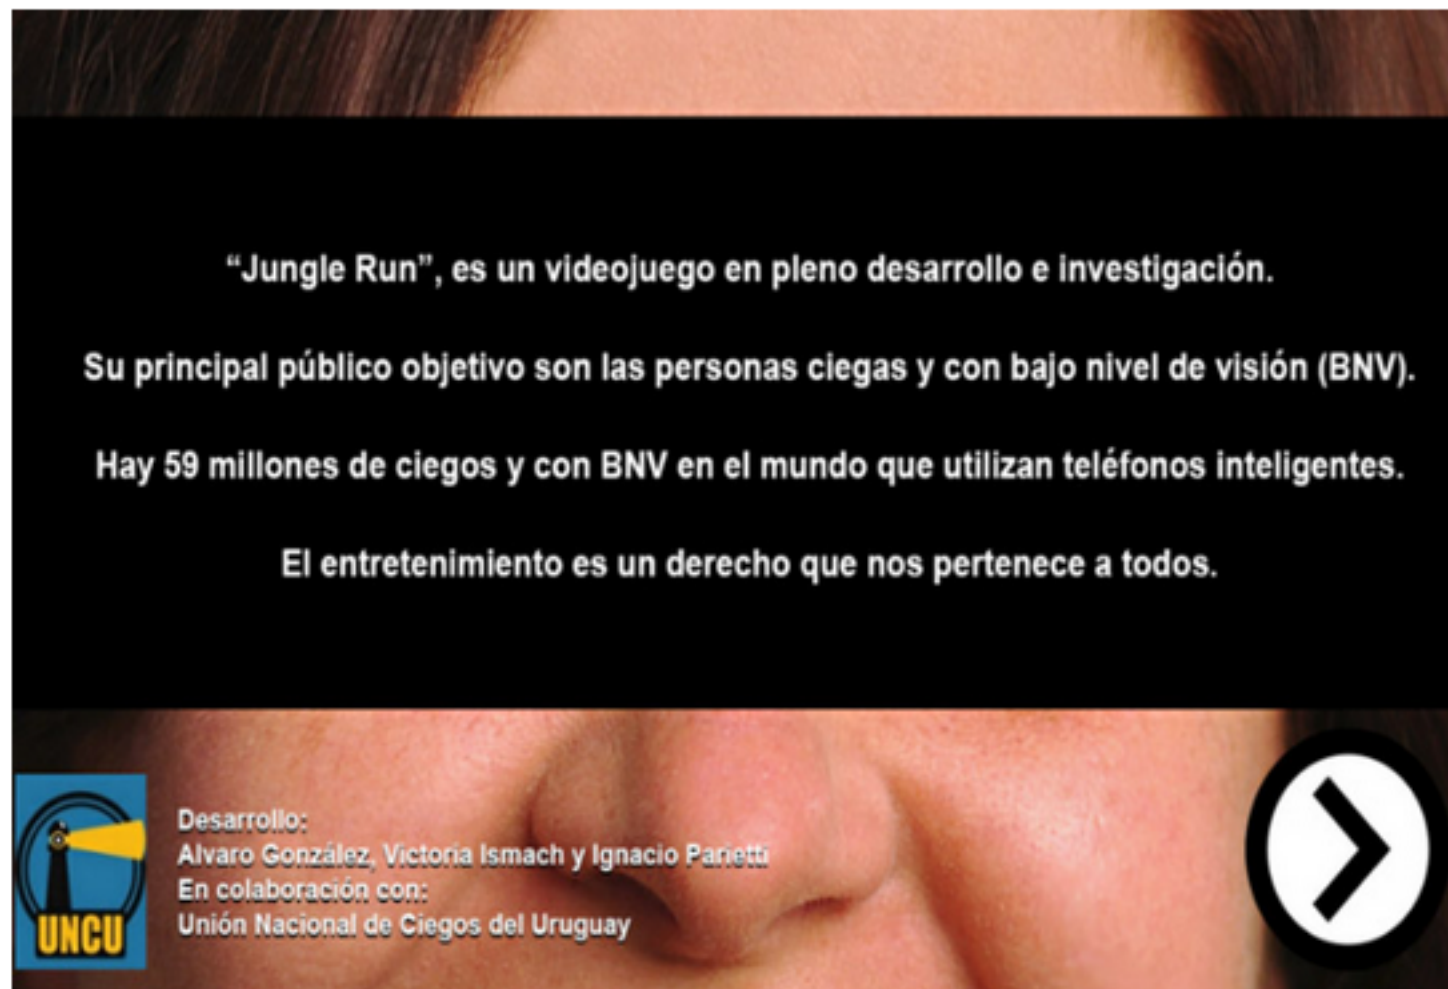 “Jungle Run”, es un videojuego en pleno desarrollo e investigación.
Su principal público objetivo son las personas ciegas y con bajo nivel de visión (BNV).
Hay 59 millones de ciegos y con BNV en el mundo que utilizan teléfonos inteligentes.
El entretenimiento es un derecho que nos pertenece a todos.
UNCU
Desarrollo:
Alvaro González, Victoria Ismach y Ignacio Parietti
En colaboración con:
Unión Nacional de Ciegos del Uruguay